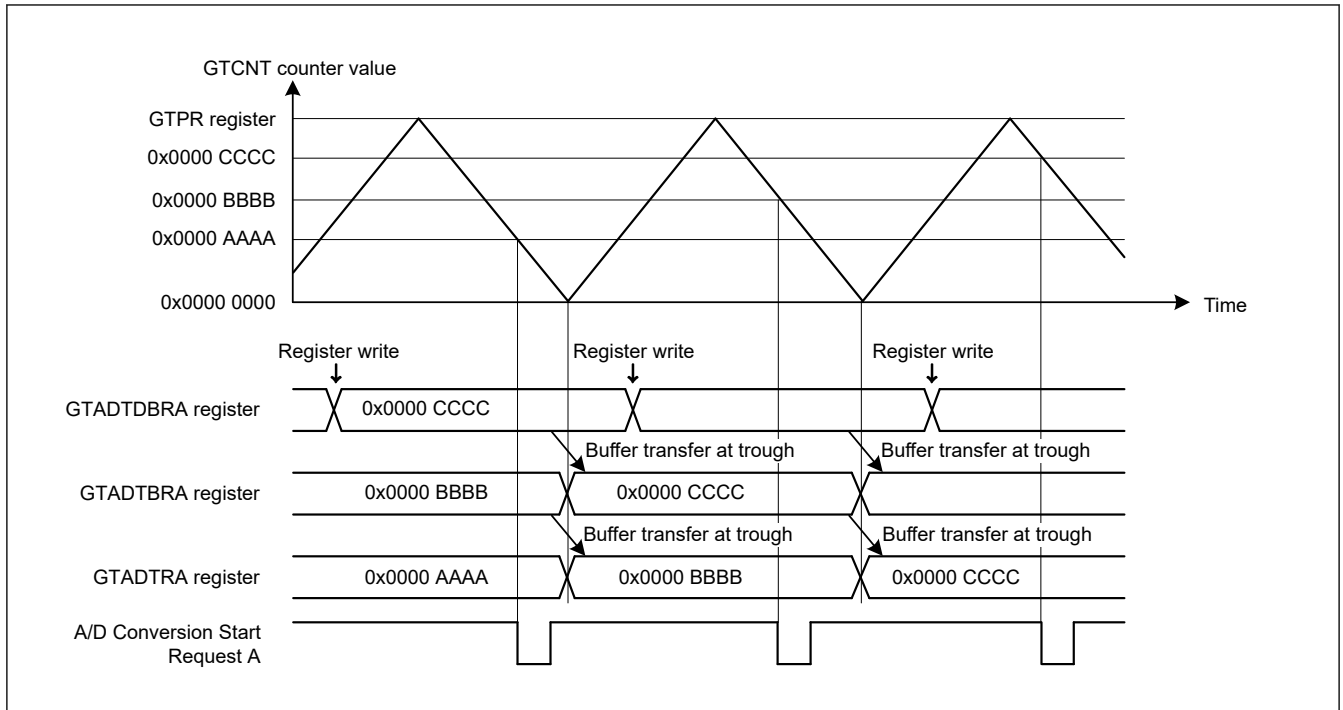 GTCNT counter value
GTPR register
0x0000 CCCC
0x0000 BBBB
0x0000 AAAA
0x0000 0000
Time
Register write Register write Register write
GTADTDBRA register 0x0000 CCCC
Buffer transfer at trough Buffer transfer at trough
GTADTBRA register 0x0000 BBBB 0x0000 CCCC
Buffer transfer at trough Buffer transfer at trough
GTADTRA register 0x0000 AAAA 0x0000 BBBB 0x0000 CCCC
A/D Conversion Start
Request A